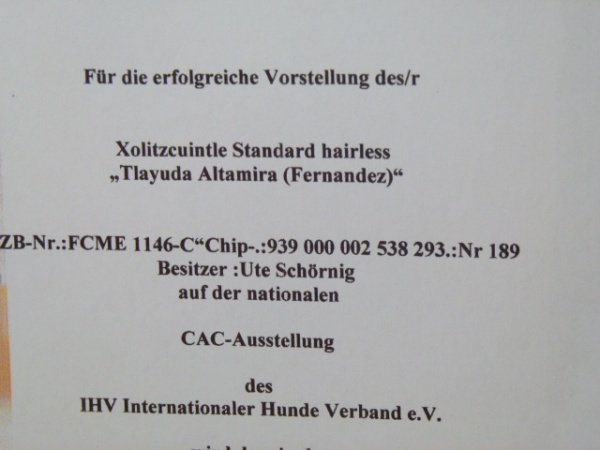 Für die erfolgreiche Vorstellung des/r
Xolitzcuintle Standard hairless
„Tlayuda Altamira (Fernandez)“
ZB-Nr.:FCME 1146-C“Chip-.:939 000 002 538 293.:Nr 189
Besitzer :Ute Schörnig
auf der nationalen
CAC-Ausstellung
des
IHV Internationaler Hunde Verband e.V.